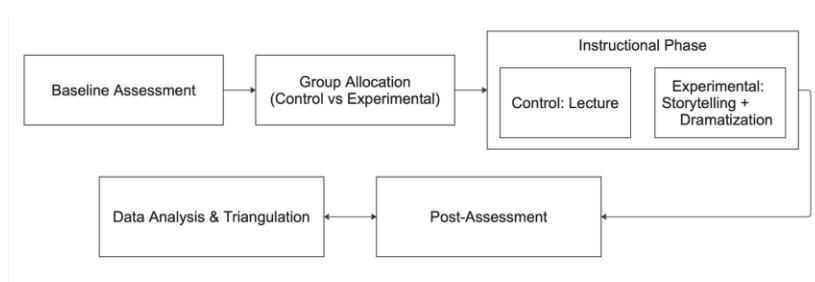 Baseline Assessment
Group Allocation
(Control vs Experimental)
Instructional Phase
Control: Lecture
Experimental:
Storytelling +
Dramatization
Data Analysis & Triangulation
Post-Assessment